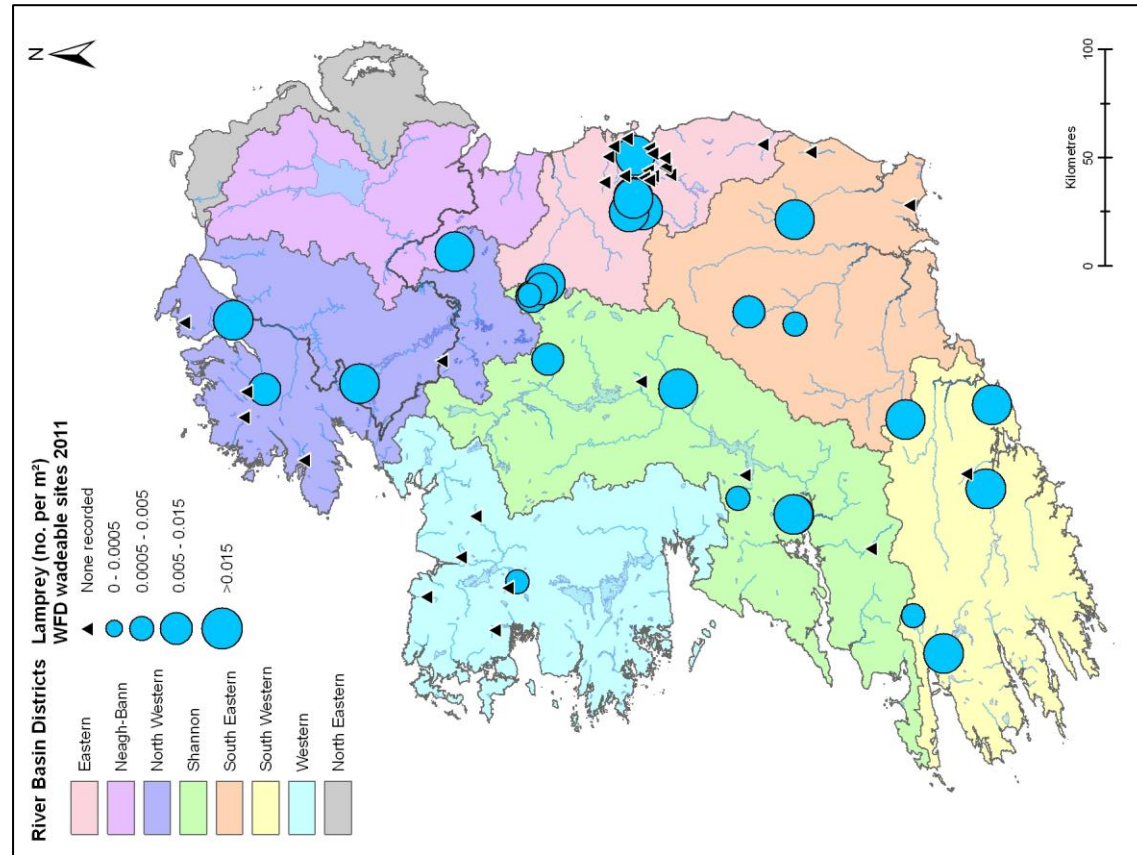 River Basin Districts
Eastern
Neagh-Bann
North Western
Shannon
South Eastern
South Western
Western
North Eastern
Lamprey (no. per m²)
WFD wadeable sites 2011
None recorded
0 - 0.0005
0.0005 - 0.005
0.005 - 0.015
>0.015
N
0
50
100
Kilometres